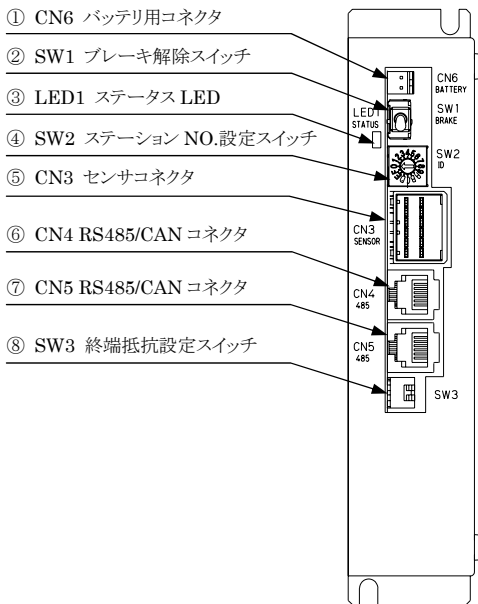 ① CN6 バッテリ用コネクタ
② SW1 ブレーキ解除スイッチ
③ LED1 ステータス LED
④ SW2 ステーション NO.設定スイッチ
⑤ CN3 センサコネクタ
⑥ CN4 RS485/CAN コネクタ
⑦ CN5 RS485/CAN コネクタ
⑧ SW3 終端抵抗設定スイッチ
CN6
BATTERY
LED1
STATUS
SW1
BRAKE
SW2
ID
CN3
SENSOR
CN4
485
CN5
485
SW3